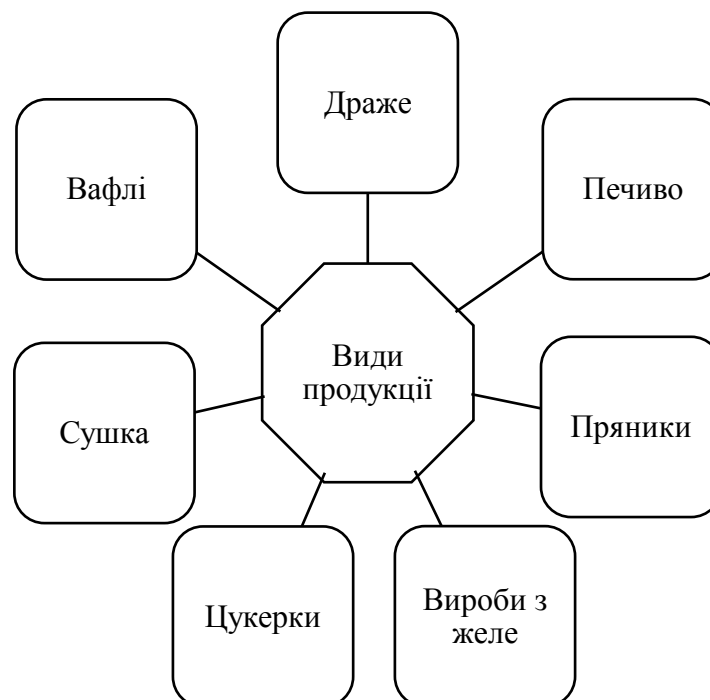 Драже
Вафлі
Печиво
Види
продукції
Сушка
Пряники
Цукерки
Вироби з
желе